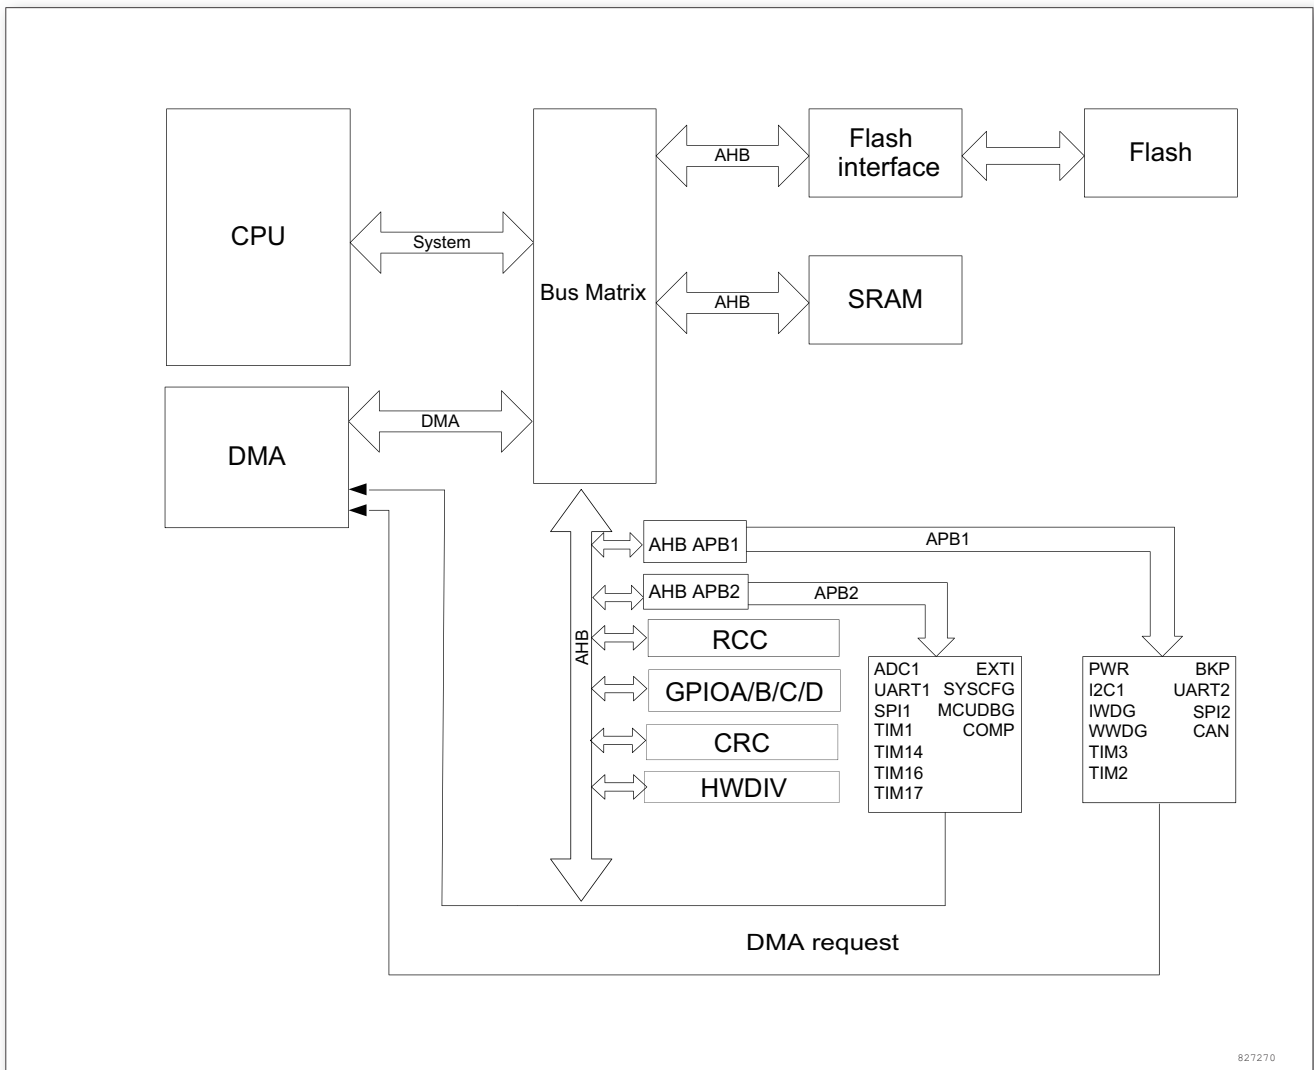 CPU
System
Bus Matrix
AHB
Flash
interface
Flash
AHB
SRAM
DMA
DMA
AHB
AHB APB1
APB1
AHB APB2
APB2
RCC
GPIOA/B/C/D
CRC
HWDIV
ADC1 EXTI
UART1 SYSCFG
SPI1 MCUDBG
TIM1 COMP
TIM14
TIM16
TIM17
PWR BKP
I2C1 UART2
IWDG SPI2
WWDG CAN
TIM3
TIM2
DMA request
827270